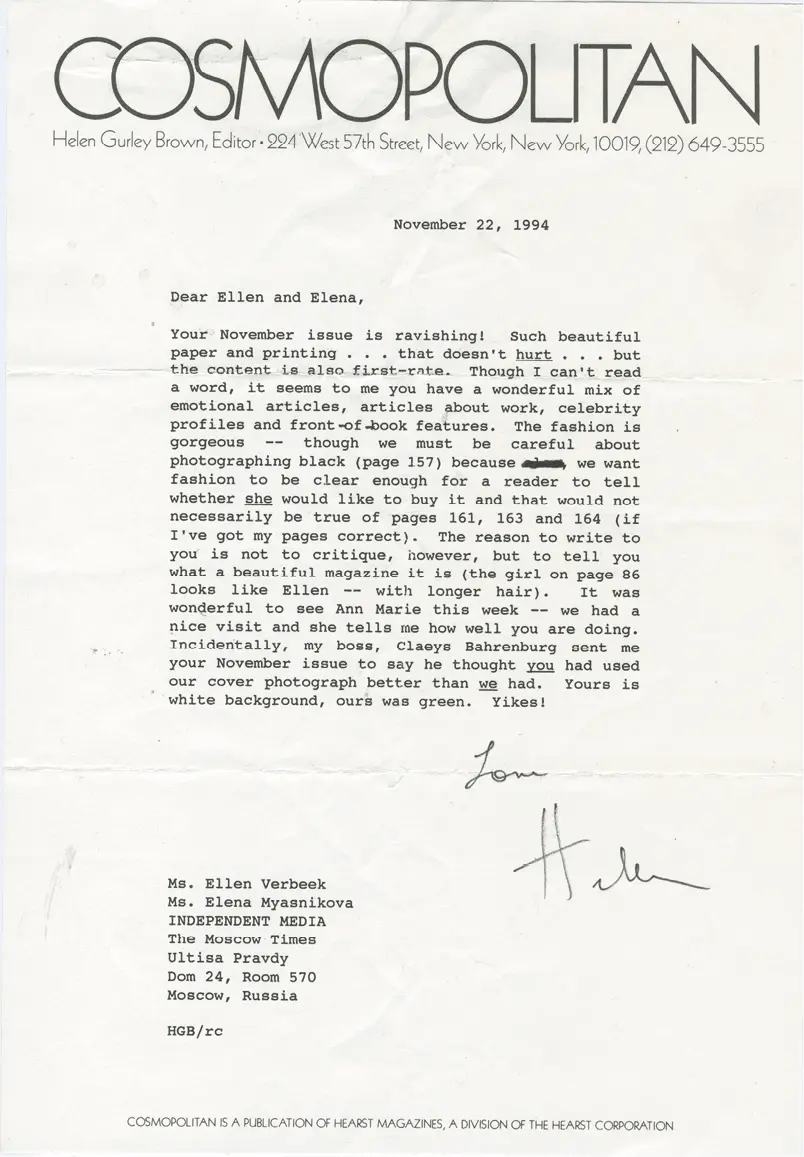 COSMOPOLITAN
Helen Gurley Brown, Editor • 224 West 57th Street, New York, New York, 10019, (212) 649-3555
November 22, 1994
Dear Ellen and Elena,
Your November issue is ravishing! Such beautiful
paper and printing . . . that doesn't hurt . . . but
the content is also first-rate. Though I can't read
a word, it seems to me you have a wonderful mix of
emotional articles, articles about work, celebrity
profiles and front-of-book features. The fashion is
gorgeous -- though we must be careful about
photographing black (page 157) because we want
fashion to be clear enough for a reader to tell
whether she would like to buy it and that would not
necessarily be true of pages 161, 163 and 164 (if
I've got my pages correct). The reason to write to
you is not to critique, however, but to tell you
what a beautiful magazine it is (the girl on page 86
looks like Ellen -- with longer hair). It was
wonderful to see Ann Marie this week -- we had a
nice visit and she tells me how well you are doing.
Incidentally, my boss, Claeys Bahrenburg sent me
your November issue to say he thought you had used
our cover photograph better than we had. Yours is
white background, ours was green. Yikes!
Love
Helen
Ms. Ellen Verbeek
Ms. Elena Myasnikova
INDEPENDENT MEDIA
The Moscow Times
Ultisa Pravdy
Dom 24, Room 570
Moscow, Russia
HGB/rc
COSMOPOLITAN IS A PUBLICATION OF HEARST MAGAZINES, A DIVISION OF THE HEARST CORPORATION